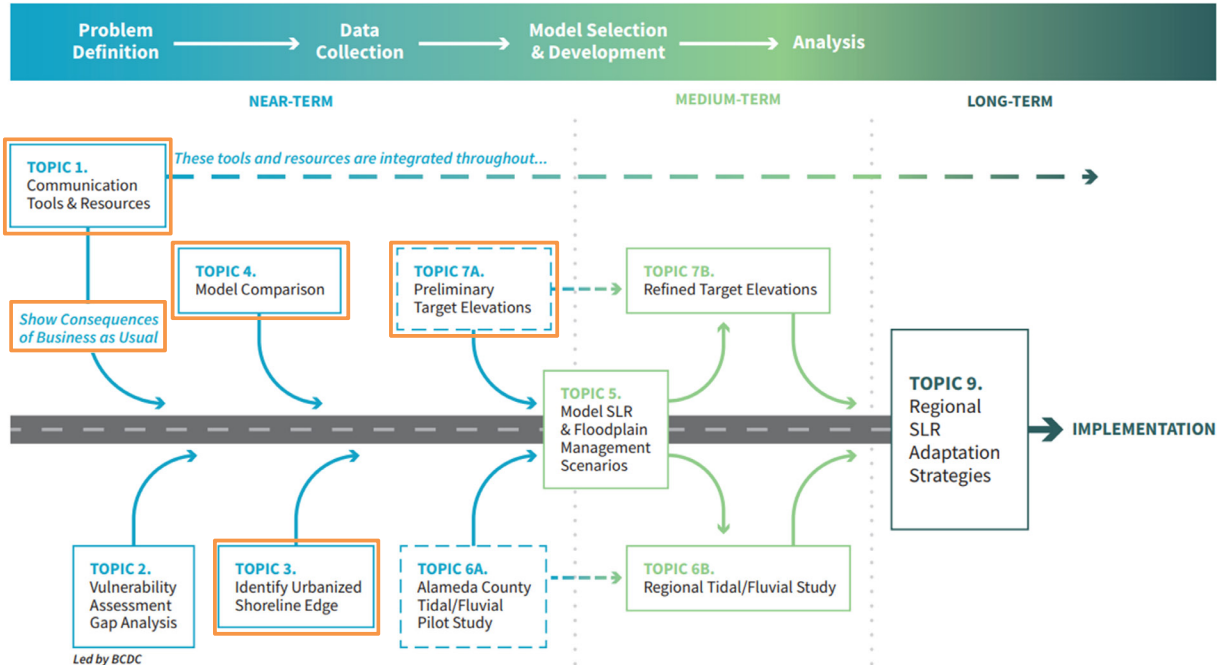 Problem
Definition
Data
Collection
Model Selection
& Development
Analysis
NEAR-TERM
MEDIUM-TERM
LONG-TERM
TOPIC 1.
Communication
Tools & Resources
These tools and resources are integrated throughout...
TOPIC 4.
Model Comparison
TOPIC 7A.
Preliminary
Target Elevations
TOPIC 7B.
Refined Target Elevations
Show Consequences
of Business as Usual
TOPIC 5.
Model SLR
& Floodplain
Management
Scenarios
TOPIC 9.
Regional
SLR
Adaptation
Strategies
IMPLEMENTATION
TOPIC 2.
Vulnerability
Assessment
Gap Analysis
TOPIC 3.
Identify Urbanized
Shoreline Edge
TOPIC 6A.
Alameda County
Tidal/Fluvial
Pilot Study
TOPIC 6B.
Regional Tidal/Fluvial Study
Led by BCDC